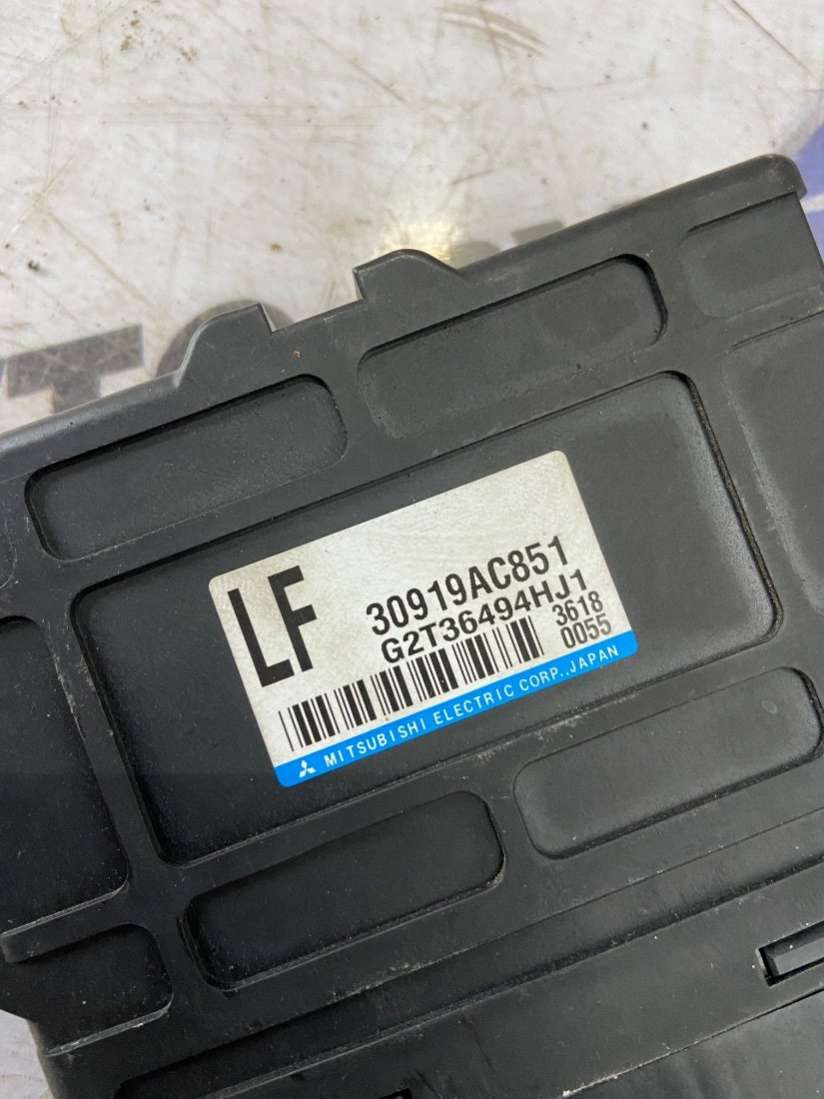 LF
30919AC851
G2T36494HJ1
3618
0055
MITSUBISHI ELECTRIC CORP., JAPAN